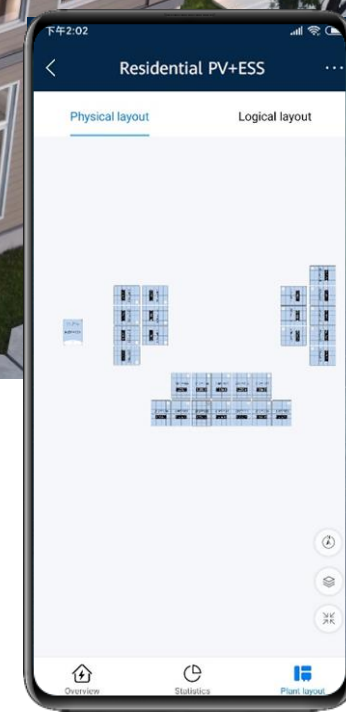 下午2:02
Residential PV+ESS
Physical layout
Logical layout
Overview
Statistics
Plant layout